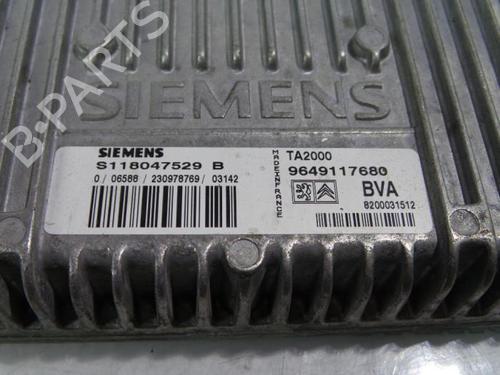 B-PARTS
SIEMENS
SIEMENS
S118047529 B
0 / 06588 / 230978769 / 03142
MADE IN FRANCE
TA2000
9649117680
BVA
8200031512